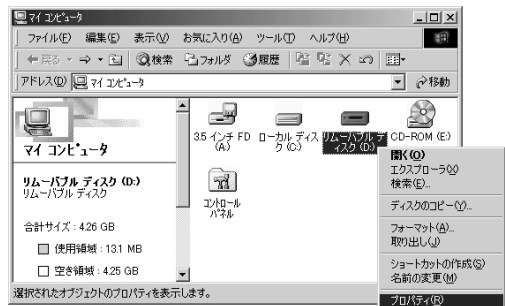 マイ コンピュータ
ファイル(F) 編集(E) 表示(V) お気に入り(A) ツール(T) ヘルプ(H)
戻る 検索 フォルダ 履歴
アドレス(D) マイ コンピュータ 移動
マイ コンピュータ
リムーバブル ディスク (D:)
リムーバブル ディスク
合計サイズ : 4.26 GB
使用領域 : 13.1 MB
空き領域 : 4.25 GB
3.5 インチ FD
(A:)
ローカル ディス
ク (C:)
リムーバブル デ
ィスク (D:)
CD-ROM (E:)
コントロール
パネル
開く(O)
エクスプローラ(X)
検索(E)...
ディスクのコピー(Y)...
フォーマット(A)...
取り出し(J)
ショートカットの作成(S)
名前の変更(M)
プロパティ(R)
選択されたオブジェクトのプロパティを表示します。